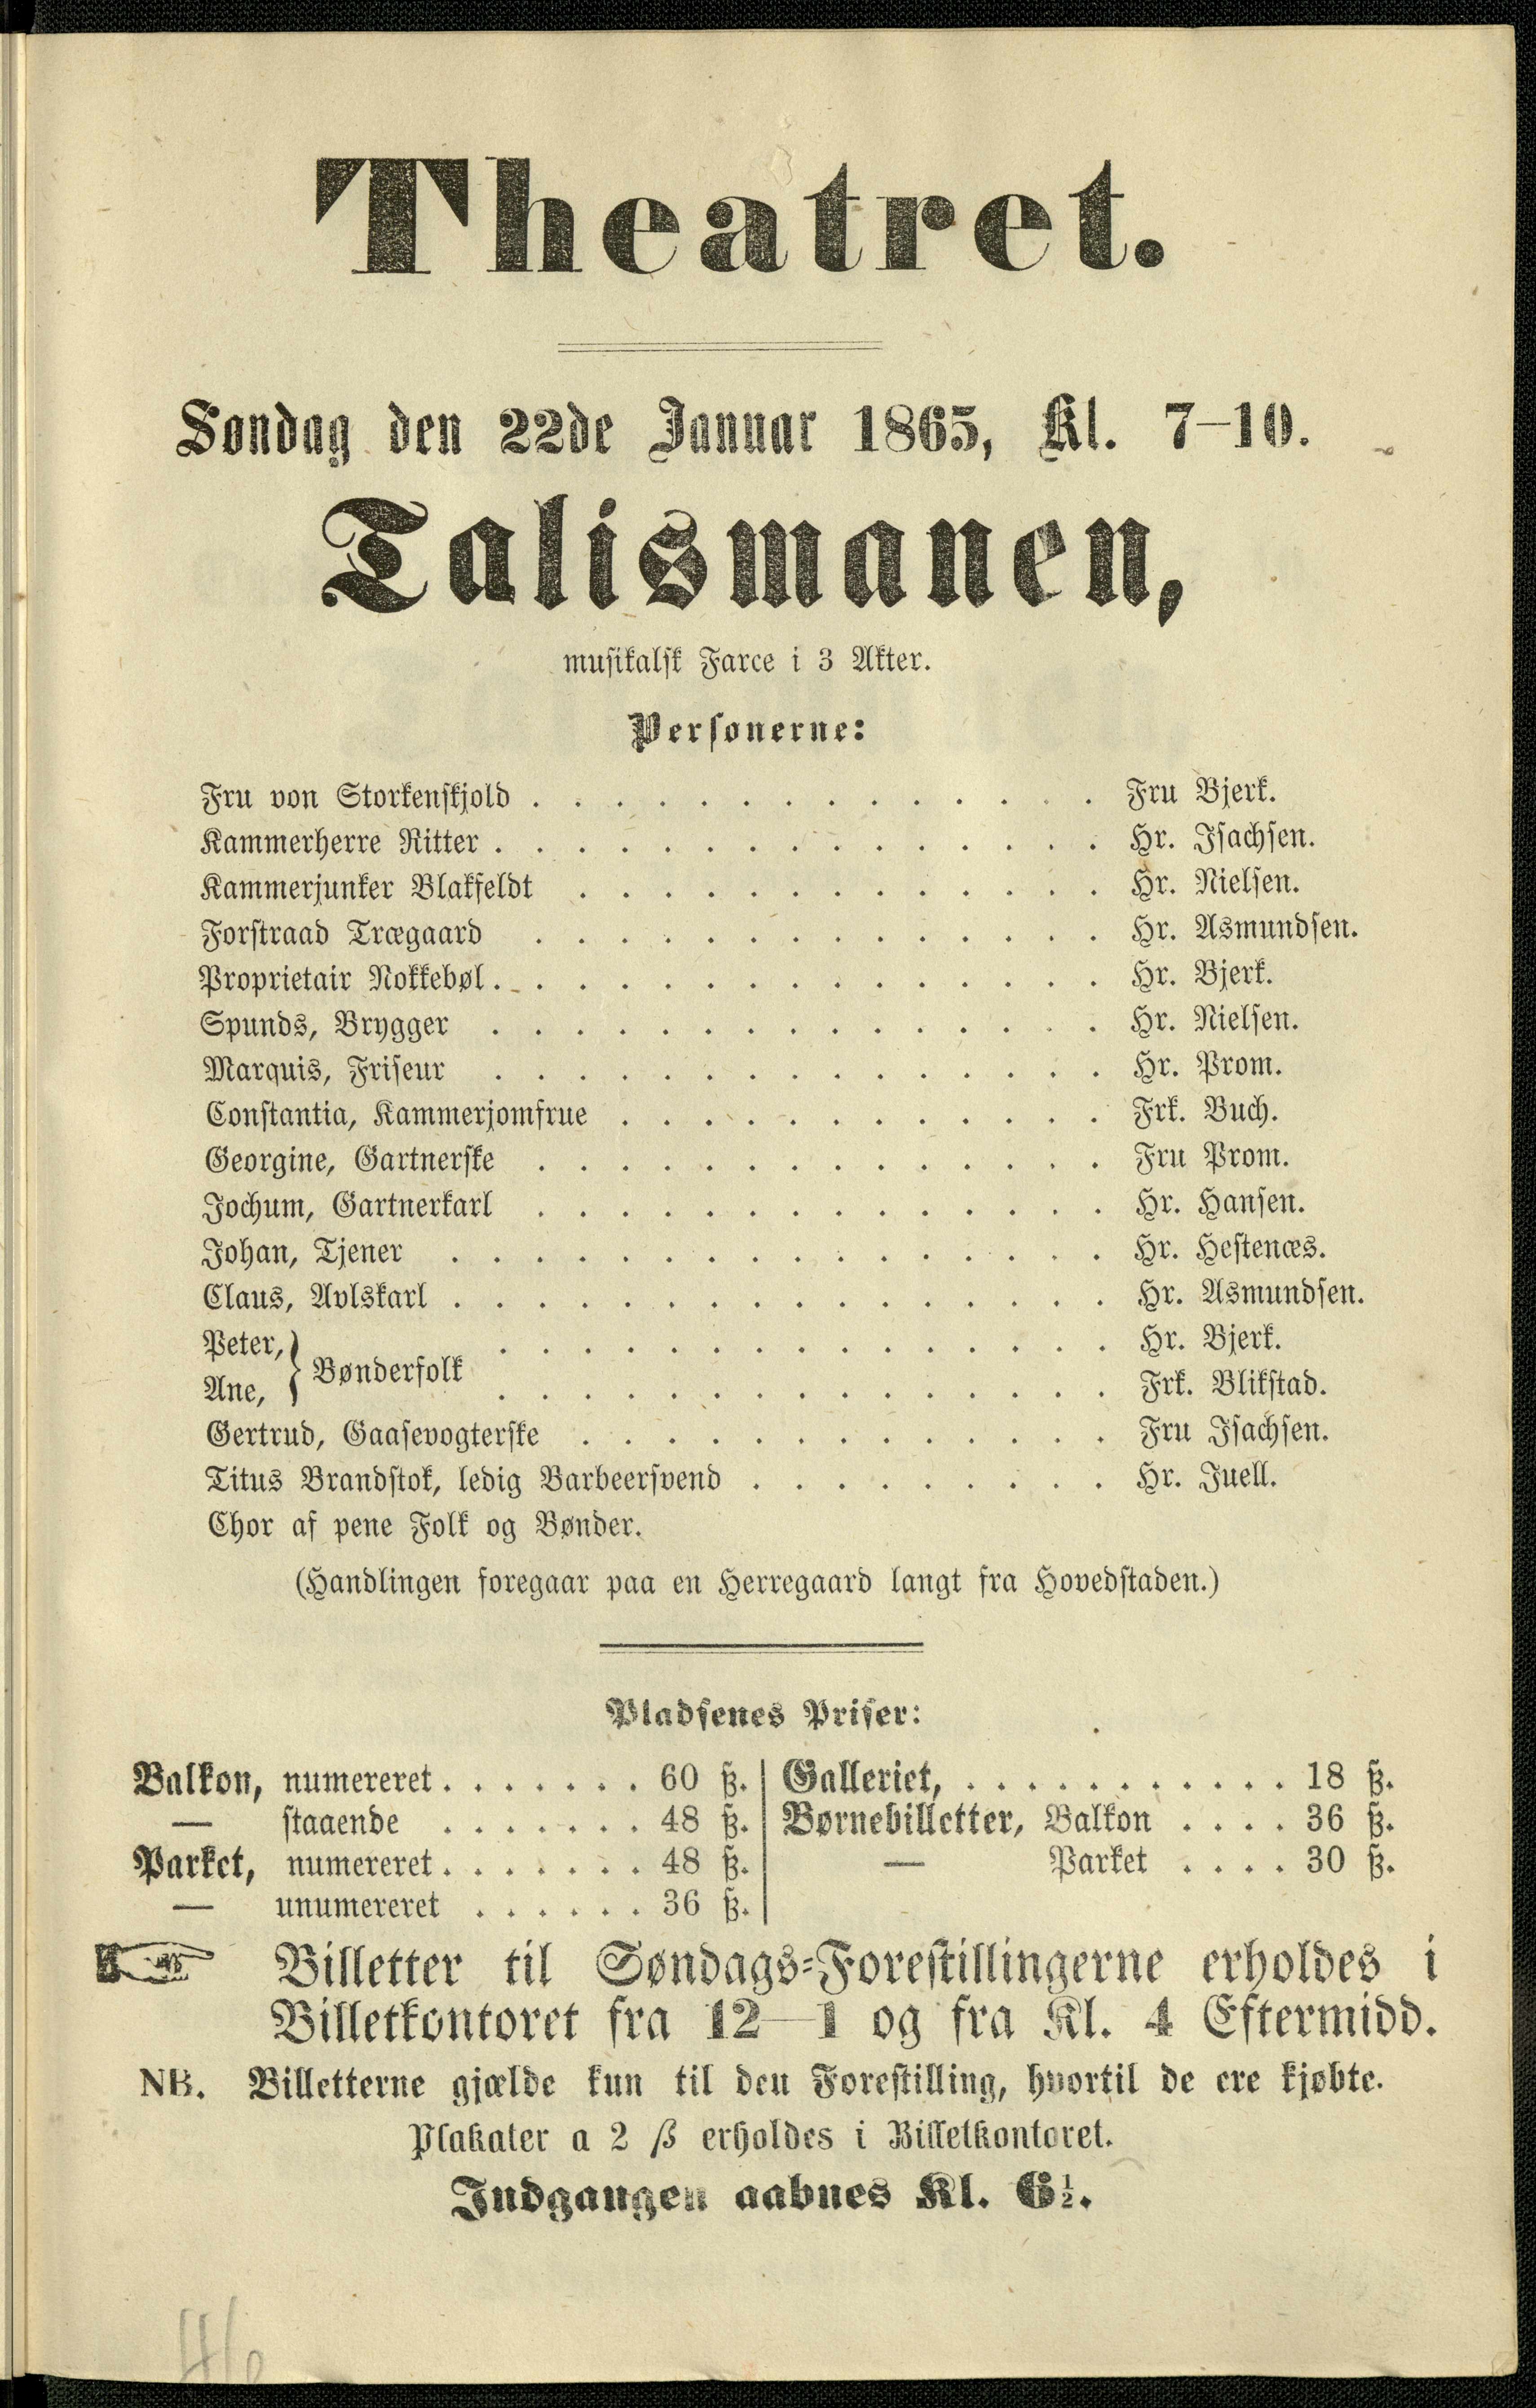 Theatret.
Søndag den 22de Januar 1865, Kl. 7–10.
Talismanen,
musikalsk Farce i 3 Akter.
Personerne:
Fru von Storkenskjold . . . . . . . . . . . . . . Fru Bjerk.
Kammerherre Ritter . . . . . . . . . . . . . . . Hr. Isachsen.
Kammerjunker Blakfeldt . . . . . . . . . . . . . Hr. Nielsen.
Forstraad Trægaard . . . . . . . . . . . . . . Hr. Asmundsen.
Proprietair Nokkebøl . . . . . . . . . . . . . . . Hr. Bjerk.
Spunds, Brygger . . . . . . . . . . . . . . . Hr. Nielsen.
Marquis, Friseur . . . . . . . . . . . . . . . Hr. Prom.
Constantia, Kammerjomfrue . . . . . . . . . . . . Frk. Buch.
Georgine, Gartnerske . . . . . . . . . . . . . . Fru Prom.
Jochum, Gartnerkarl . . . . . . . . . . . . . . Hr. Hansen.
Johan, Tjener . . . . . . . . . . . . . . . . Hr. Hestenæs.
Claus, Avlskarl . . . . . . . . . . . . . . . . Hr. Asmundsen.
Peter, . . . . . . . . . . . . . . . Hr. Bjerk.
} Bønderfolk
Ane, . . . . . . . . . . . . . . . Frk. Blikstad.
Gertrud, Gaasevogterske . . . . . . . . . . . . . Fru Isachsen.
Titus Brandstok, ledig Barbeersvend . . . . . . . . . Hr. Juell.
Chor af pene Folk og Bønder.
(Handlingen foregaar paa en Herregaard langt fra Hovedstaden.)
Pladsenes Priser:
Balkon, numereret . . . . . . . 60 ß. | Galleriet, . . . . . . . . . . . . 18 ß.
— staaende . . . . . . . 48 ß. | Børnebilletter, Balkon . . . . 36 ß.
Parket, numereret . . . . . . . 48 ß. | — Parket . . . . 30 ß.
— unumereret . . . . . . 36 ß. |
☞ Billetter til Søndags-Forestillingerne erholdes i
Billetkontoret fra 12—1 og fra Kl. 4 Eftermidd.
NB. Billetterne gjælde kun til den Forestilling, hvortil de ere kjøbte.
Plakater a 2 ß erholdes i Billetkontoret.
Indgangen aabnes Kl. 6½.